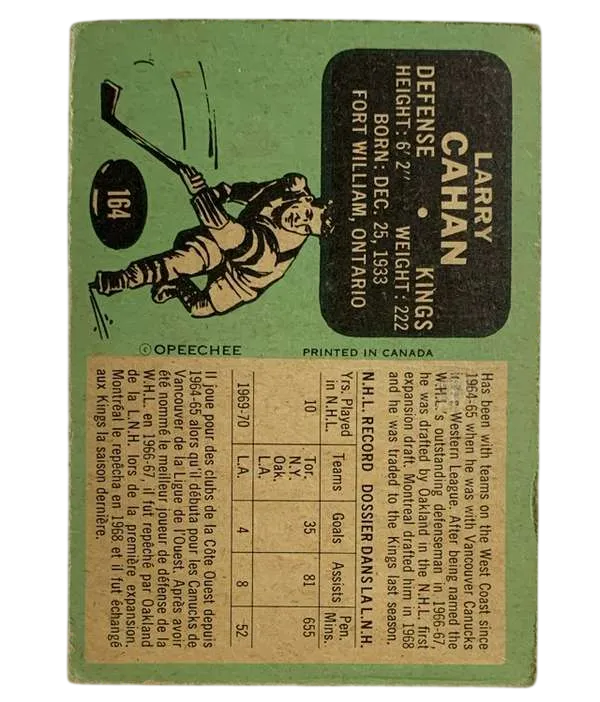 LARRY
CAHAN
DEFENSE • KINGS
HEIGHT: 6' 2" WEIGHT: 222
BORN: DEC. 25, 1933
FORT WILLIAM, ONTARIO
164
© OPEECHEE
PRINTED IN CANADA
Has been with teams on the West Coast since
1964-65 when he was with Vancouver Canucks
Western League. After being named the
W.H.L.'s outstanding defenseman in 1966-67,
he was drafted by Oakland in the N.H.L. first
expansion draft. Montreal drafted him in 1968
and he was traded to the Kings last season.
N.H.L. RECORD DOSSIER DANS LA L.N.H.
Yrs. Played Teams Goals Assists Pen.
in N.H.L. Mins.
10 Tor. 35 81 655
N.Y.
Oak.
L.A.
1969-70 L.A. 4 8 52
Il joue pour des clubs de la Côte Ouest depuis
1964-65 alors qu'il débuta pour les Canucks de
Vancouver de la Ligue de l'Ouest. Après avoir
été nommé le meilleur joueur de défense de la
W.H.L. en 1966-67, il fut repêché par Oakland
de la L.N.H. lors de la première expansion.
Montréal le repêcha en 1968 et il fut échangé
aux Kings la saison dernière.